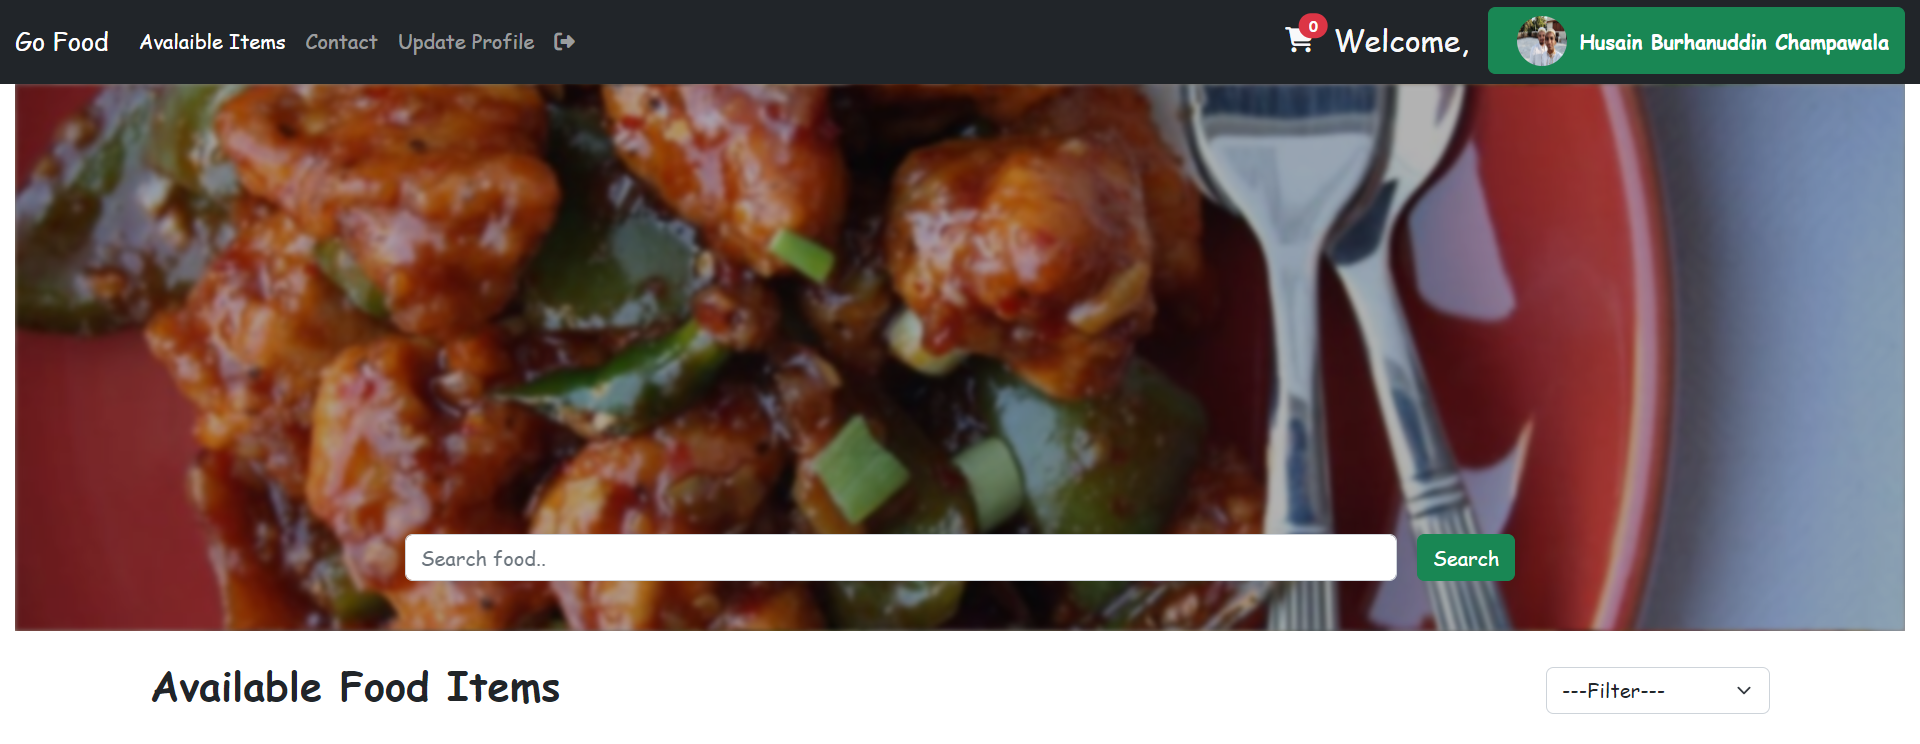 Go Food Avalaible Items Contact Update Profile 0 Welcome, Husain Burhanuddin Champawala
Search food.. Search
Available Food Items ---Filter---